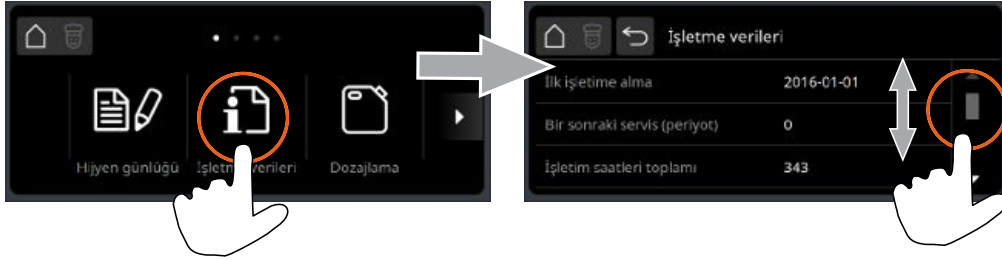 Hijyen günlüğü
İşletme verileri
Dozajlama
İşletme verileri
İlk işletime alma 2016-01-01
Bir sonraki servis (periyot) 0
İşletim saatleri toplamı 343